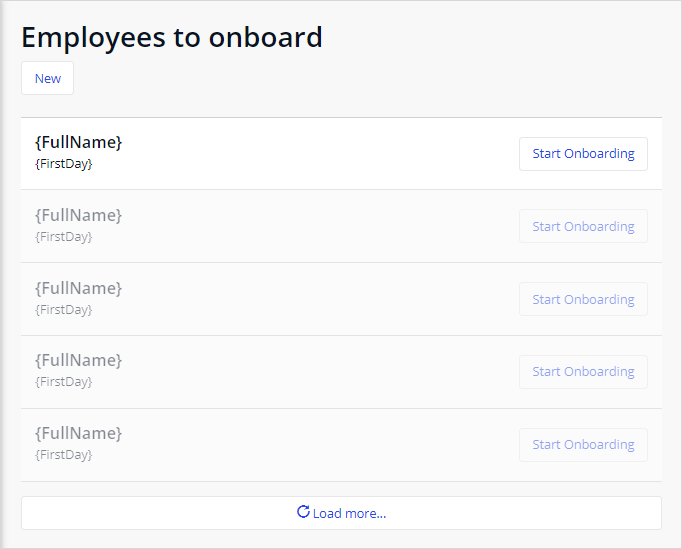 Employees to onboard
New
{FullName}
{FirstDay}
Start Onboarding
{FullName}
{FirstDay}
Start Onboarding
{FullName}
{FirstDay}
Start Onboarding
{FullName}
{FirstDay}
Start Onboarding
{FullName}
{FirstDay}
Start Onboarding
Load more...